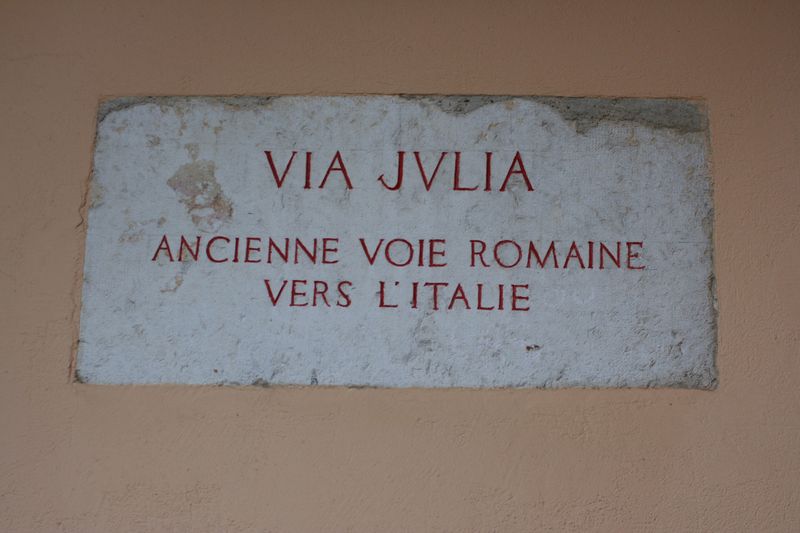 VIA JVLIA
ANCIENNE VOIE ROMAINE
VERS L'ITALIE